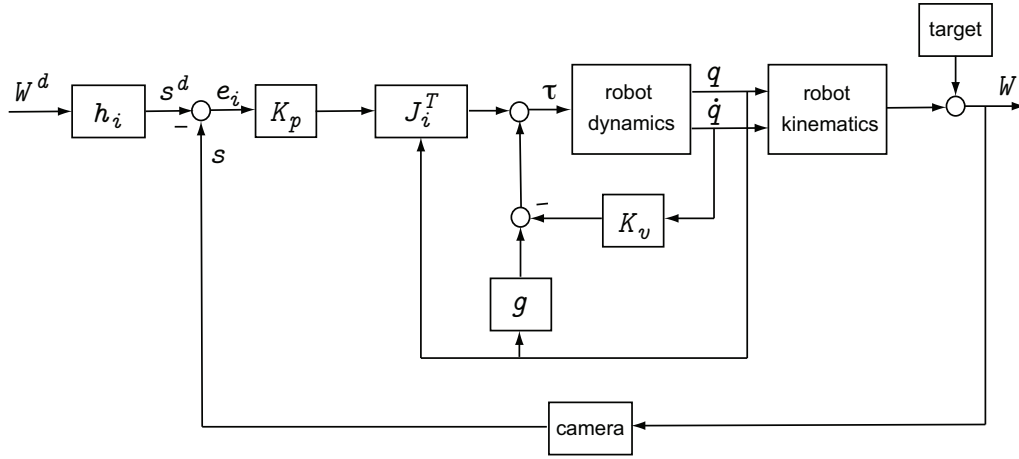 target
W^d
h_i
s^d
−
e_i
K_p
J_i^T
τ
robot
dynamics
q
q̇
robot
kinematics
W
s
−
K_v
g
camera